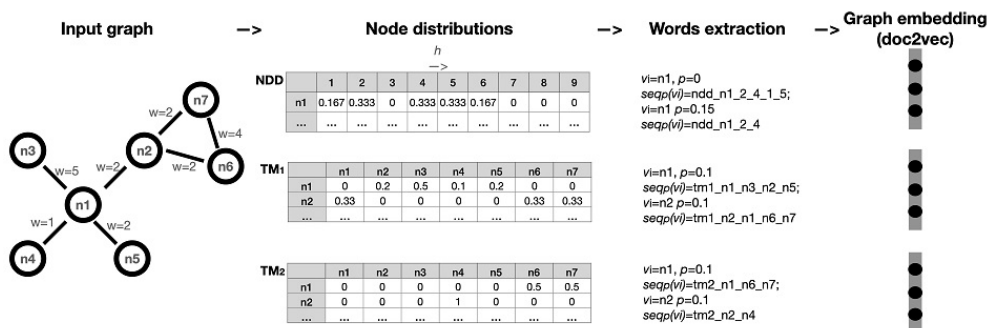 Input graph —> Node distributions —> Words extraction —> Graph embedding
(doc2vec)
n7
w=2
w=4
n3
n2
w=2
n6
w=5
w=2
n1
w=1
w=2
n4
n5
h
—>
NDD
1 2 3 4 5 6 7 8 9
n1 0.167 0.333 0 0.333 0.333 0.167 0 0 0
... ... ... ... ... ... ... ... ... ...
TM1
n1 n2 n3 n4 n5 n6 n7
n1 0 0.2 0.5 0.1 0.2 0 0
n2 0.33 0 0 0 0 0.33 0.33
... ... ... ... ... ... ... ...
TM2
n1 n2 n3 n4 n5 n6 n7
n1 0 0 0 0 0 0.5 0.5
n2 0 0 0 1 0 0 0
... ... ... ... ... ... ... ...
vi=n1, p=0
seqp(vi)=ndd_n1_2_4_1_5;
vi=n1 p=0.15
seqp(vi)=ndd_n1_2_4
vi=n1, p=0.1
seqp(vi)=tm1_n1_n3_n2_n5;
vi=n2 p=0.1
seqp(vi)=tm1_n2_n1_n6_n7
vi=n1, p=0.1
seqp(vi)=tm2_n1_n6_n7;
vi=n2 p=0.1
seqp(vi)=tm2_n2_n4